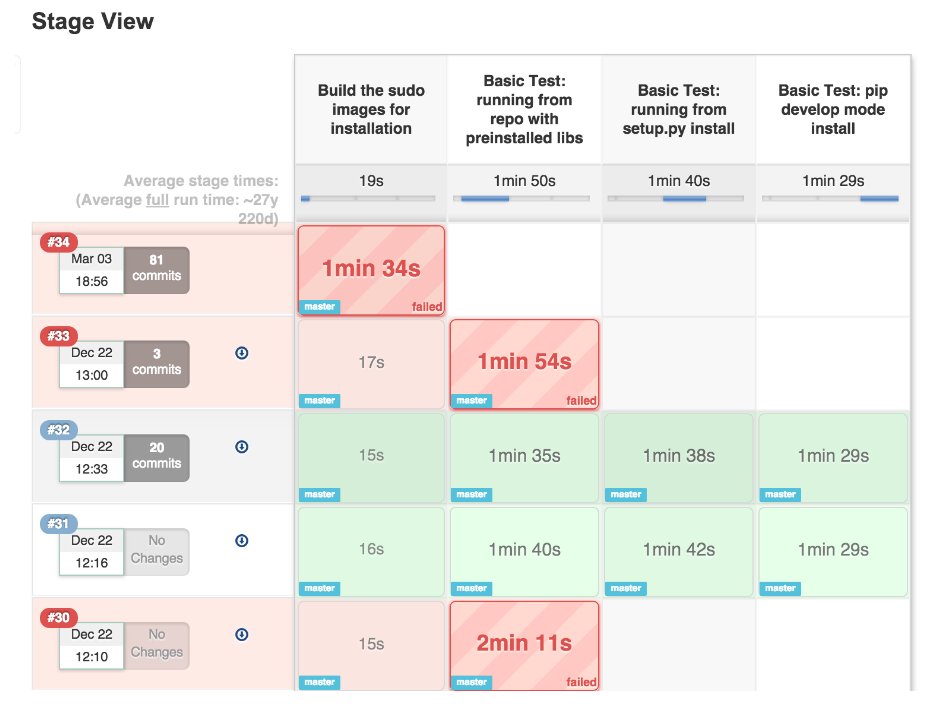 Stage View
Build the sudo
images for
installation
Basic Test:
running from
repo with
preinstalled libs
Basic Test:
running from
setup.py install
Basic Test: pip
develop mode
install
Average stage times:
(Average full run time: ~27y
220d)
19s
1min 50s
1min 40s
1min 29s
#34
Mar 03
18:56
81
commits
1min 34s
master
failed
#33
Dec 22
13:00
3
commits
17s
master
1min 54s
master
failed
#32
Dec 22
12:33
20
commits
15s
master
1min 35s
master
1min 38s
master
1min 29s
master
#31
Dec 22
12:16
No
Changes
16s
master
1min 40s
master
1min 42s
master
1min 29s
master
#30
Dec 22
12:10
No
Changes
15s
master
2min 11s
master
failed